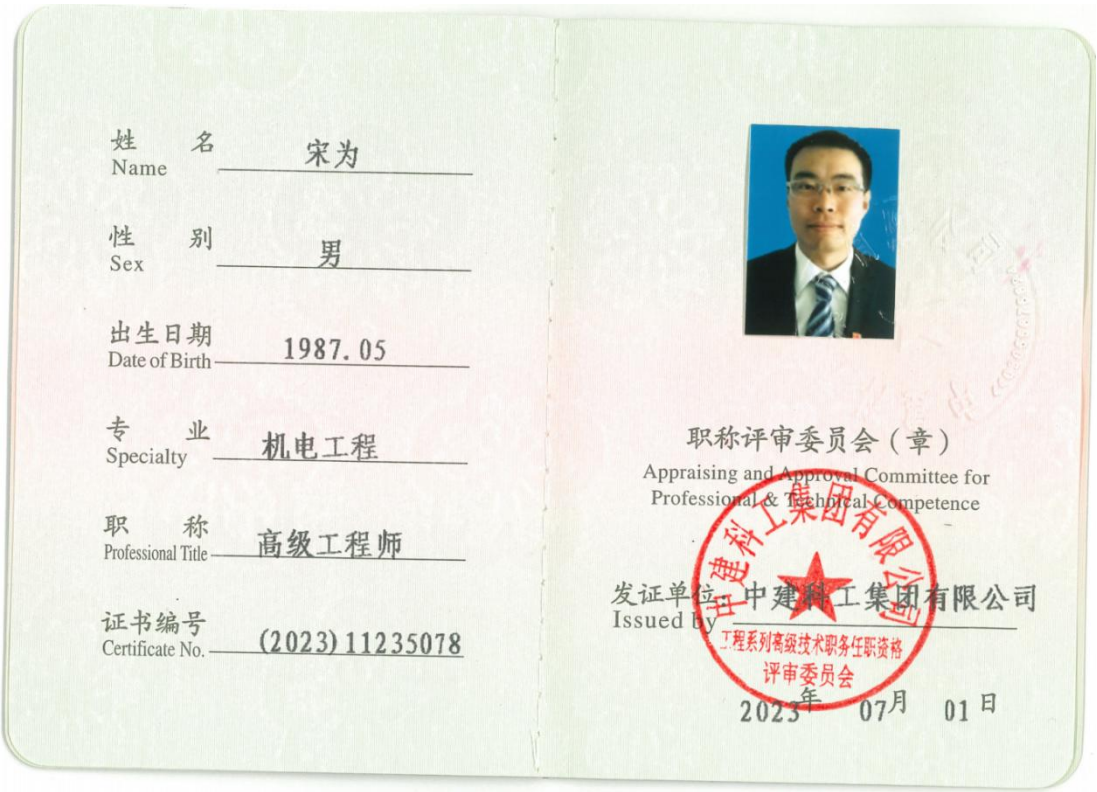 姓名 宋为
Name
性别 男
Sex
出生日期 1987.05
Date of Birth
专业 机电工程
Specialty
职称 高级工程师
Professional Title
证书编号 (2023)11235078
Certificate No.
职称评审委员会（章）
Appraising and Approval Committee for
Professional & Technical Competence
中建科工集团有限公司
发证单位：中建科工集团有限公司
Issued by
工程系列高级技术职务任职资格
评审委员会
2023年 07月 01日